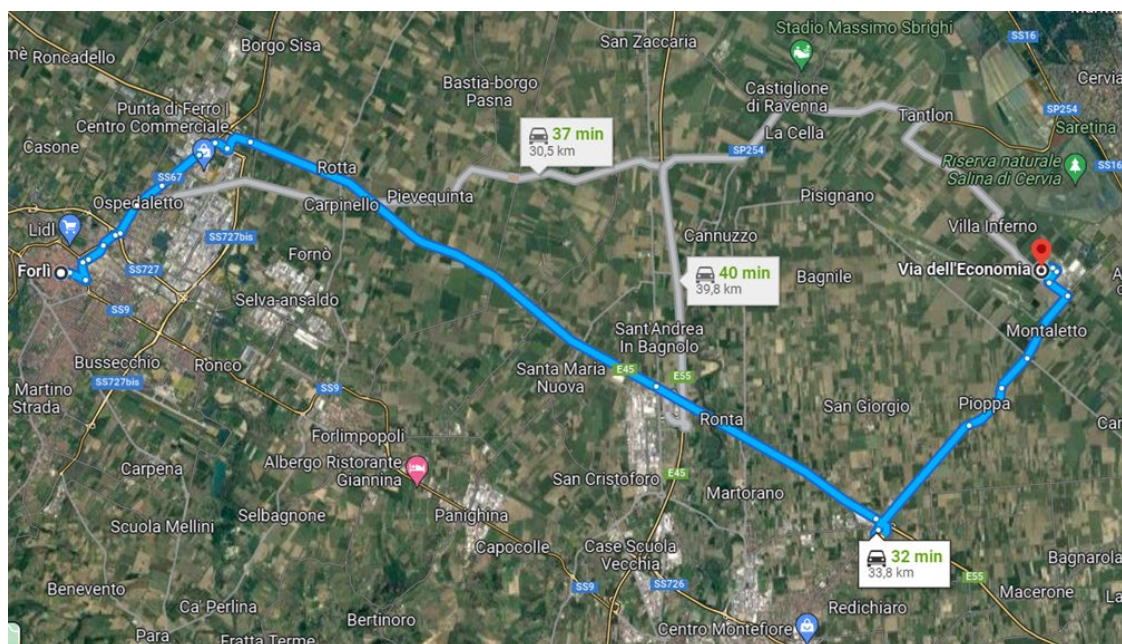 Stadio Massimo Sbrighi
SS16
mè Roncadello
Borgo Sisa
San Zaccaria
Bastia-borgo
Pasna
Castiglione
di Ravenna
Cervia
Punta di Ferro I
Centro Commerciale
Tantlon
SP254
37 min
30,5 km
La Cella
Saretina
Casone
SP254
Riserva naturale
Salina di Cervia
SS16
Rotta
SS67
Ospedaletto
Carpinello
Pievequinta
Pisignano
Lidl
Villa Inferno
SS727bis
Cannuzzo
Fornò
Forlì
SS727
40 min
39,8 km
Bagnile
Via dell'Economia
Selva-ansaldo
SS9
Sant'Andrea
In Bagnolo
Montaletto
Bussecchio
Ronco
Santa Maria
Nuova
E45
E55
SS727bis
SS9
Martino
Strada
Ronta
San Giorgio
Pioppa
Forlimpopoli
Albergo Ristorante
Giannina
Carpena
San Cristoforo
E45
Martorano
Selbagnone
Panighina
Scuola Mellini
Capocolle
Case Scuola
Vecchia
32 min
33,8 km
Bagnarola
E55
Benevento
SS9
SS726
Macerone
Ca' Perlina
Redichiaro
Bertinoro
Centro Montefiore
Para
Fratta Terme